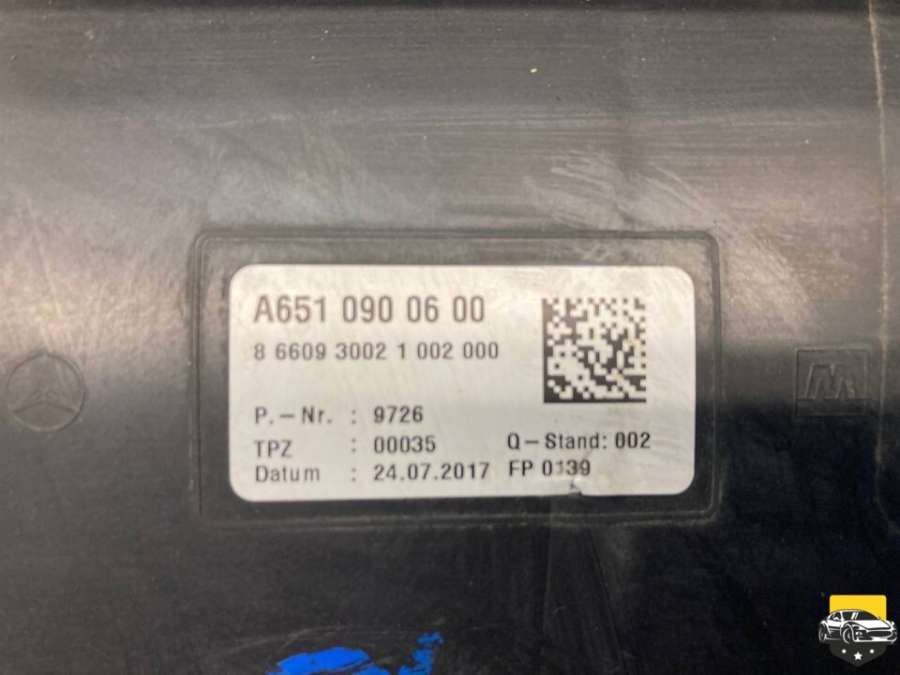 A651 090 06 00
8 66093 3002 1 002 000
P.-Nr. : 9726
TPZ : 00035 Q-Stand: 002
Datum : 24.07.2017 FP 0139